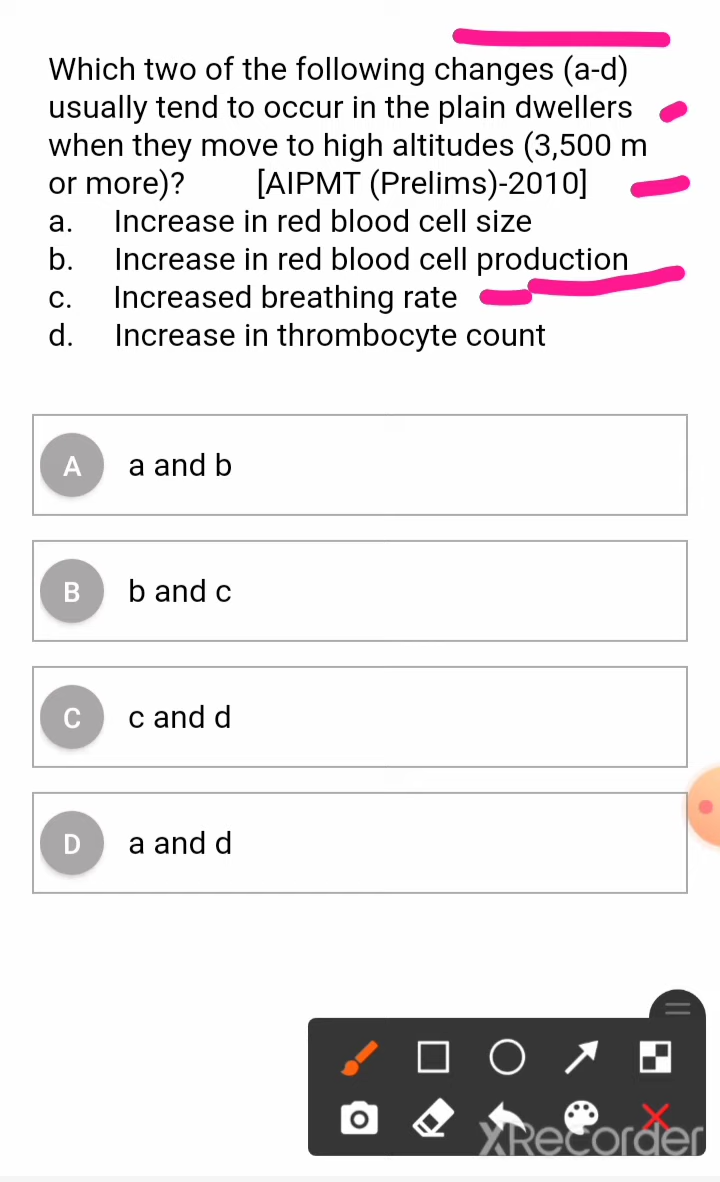 Which two of the following changes (a-d)
usually tend to occur in the plain dwellers
when they move to high altitudes (3,500 m
or more)? [AIPMT (Prelims)-2010]
a. Increase in red blood cell size
b. Increase in red blood cell production
c. Increased breathing rate
d. Increase in thrombocyte count
A a and b
B b and c
C c and d
D a and d
XRecorder